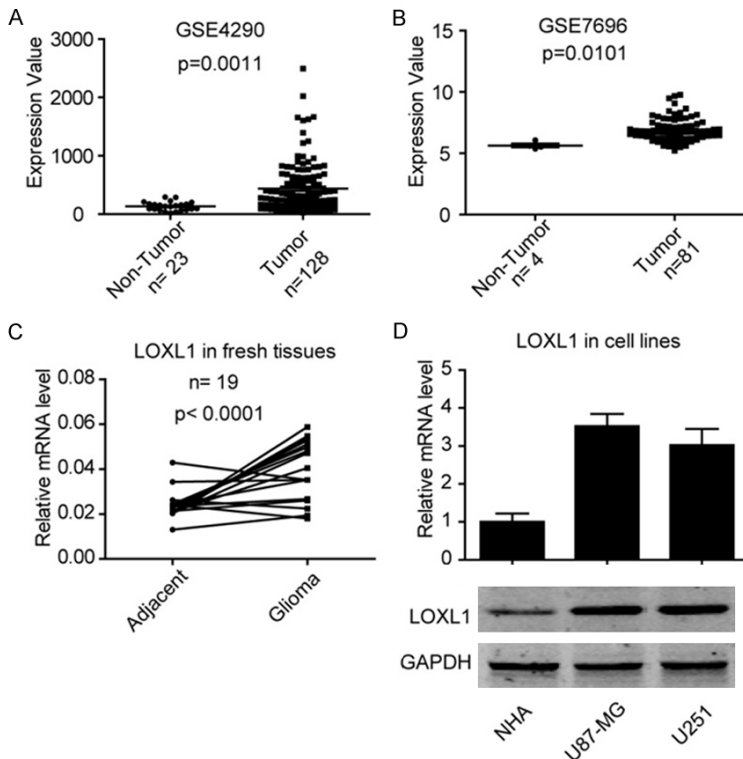 A
GSE4290
p=0.0011
Expression Value
3000
2000
1000
0
Non-Tumor
n= 23
Tumor
n=128
B
GSE7696
p=0.0101
Expression Value
15
10
5
0
Non-Tumor
n= 4
Tumor
n=81
C
LOXL1 in fresh tissues
n= 19
p< 0.0001
Relative mRNA level
0.08
0.06
0.04
0.02
0.00
Adjacent
Glioma
D
LOXL1 in cell lines
Relative mRNA level
5
4
3
2
1
0
LOXL1
GAPDH
NHA
U87-MG
U251